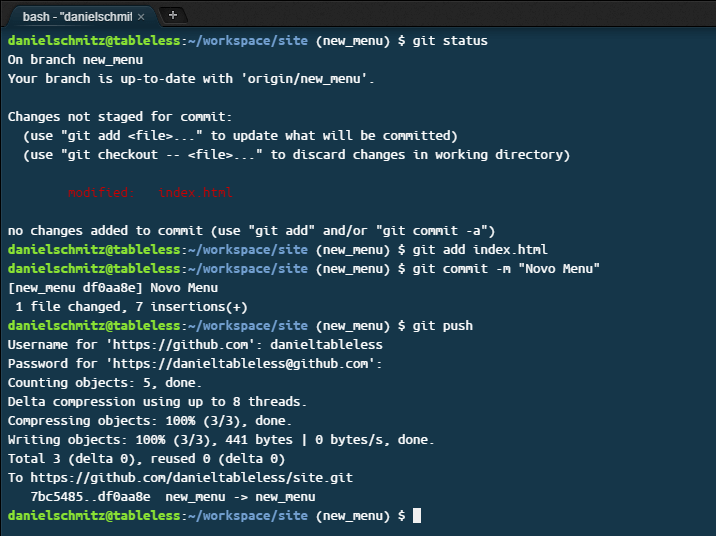 bash - "danielschmit ×
+
danielschmitz@tableless:~/workspace/site (new_menu) $ git status
On branch new_menu
Your branch is up-to-date with 'origin/new_menu'.
Changes not staged for commit:
(use "git add <file>..." to update what will be committed)
(use "git checkout -- <file>..." to discard changes in working directory)
modified: index.html
no changes added to commit (use "git add" and/or "git commit -a")
danielschmitz@tableless:~/workspace/site (new_menu) $ git add index.html
danielschmitz@tableless:~/workspace/site (new_menu) $ git commit -m "Novo Menu"
[new_menu df0aa8e] Novo Menu
1 file changed, 7 insertions(+)
danielschmitz@tableless:~/workspace/site (new_menu) $ git push
Username for 'https://github.com': danieltableless
Password for 'https://danieltableless@github.com':
Counting objects: 5, done.
Delta compression using up to 8 threads.
Compressing objects: 100% (3/3), done.
Writing objects: 100% (3/3), 441 bytes | 0 bytes/s, done.
Total 3 (delta 0), reused 0 (delta 0)
To https://github.com/danieltableless/site.git
7bc5485..df0aa8e new_menu -> new_menu
danielschmitz@tableless:~/workspace/site (new_menu) $